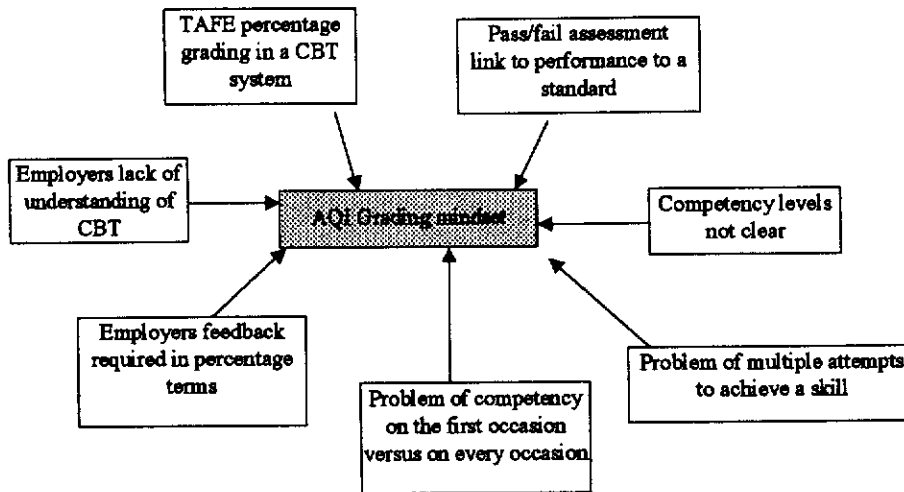 TAFE percentage
grading in a CBT
system
Pass/fail assessment
link to performance to a
standard
Employers lack of
understanding of
CBT
AQI Grading mindset
Competency levels
not clear
Employers feedback
required in percentage
terms
Problem of competency
on the first occasion
versus on every occasion
Problem of multiple attempts
to achieve a skill